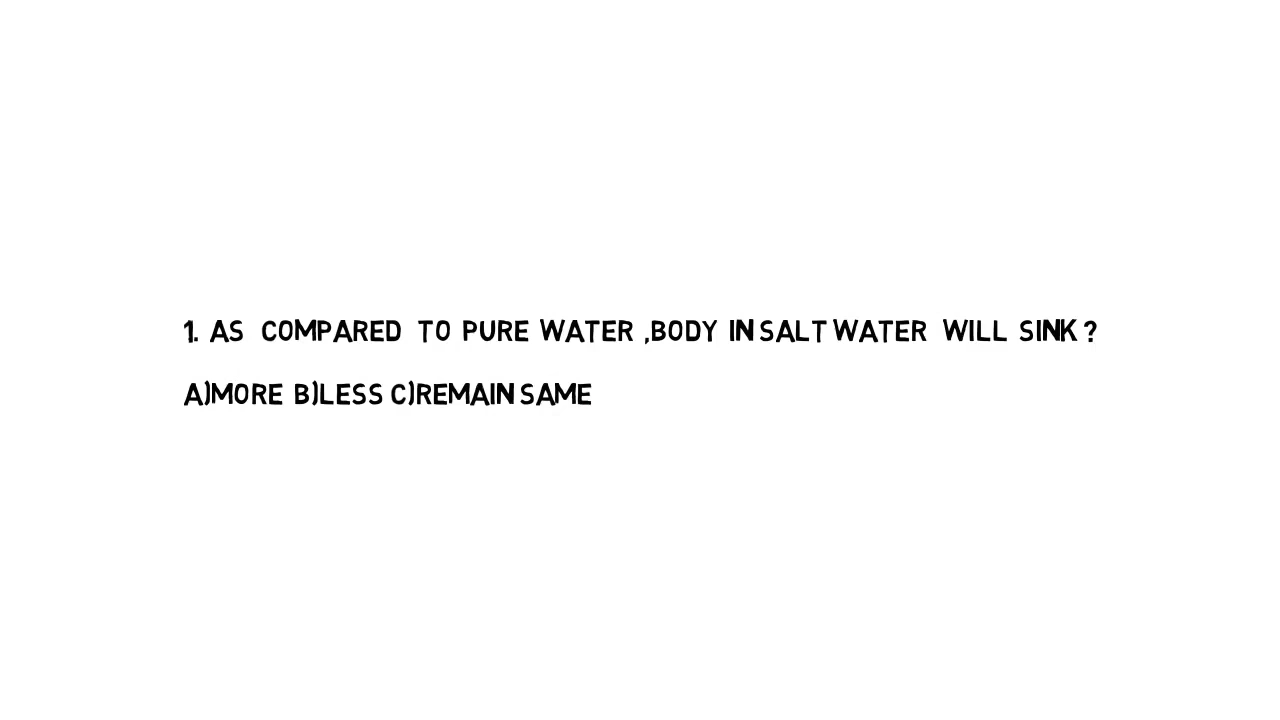 1. AS COMPARED TO PURE WATER ,BODY IN SALT WATER WILL SINK ?
A)MORE B)LESS C)REMAIN SAME